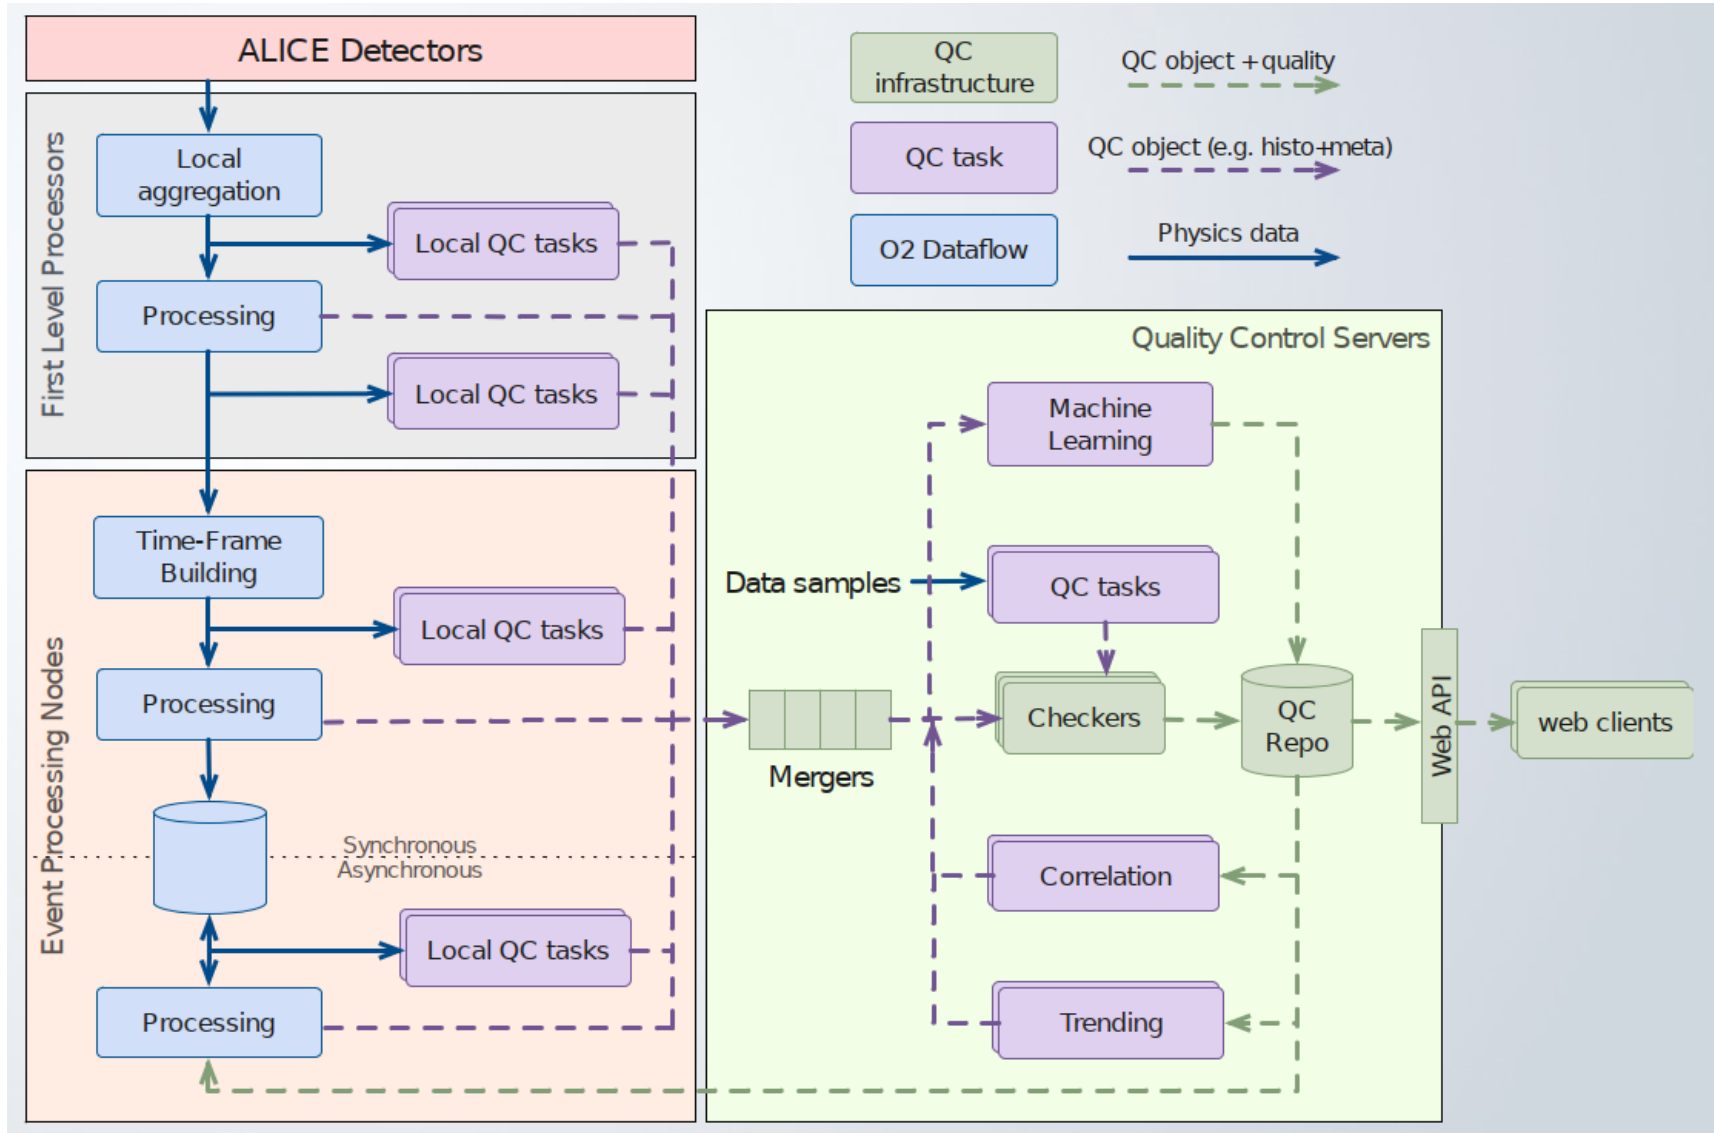 ALICE Detectors
First Level Processors
Local
aggregation
Local QC tasks
Processing
Local QC tasks
Event Processing Nodes
Time-Frame
Building
Local QC tasks
Processing
Synchronous
Asynchronous
Local QC tasks
Processing
QC
infrastructure
QC object + quality
QC task
QC object (e.g. histo+meta)
O2 Dataflow
Physics data
Quality Control Servers
Machine
Learning
Data samples
QC tasks
Mergers
Checkers
QC
Repo
Web API
web clients
Correlation
Trending